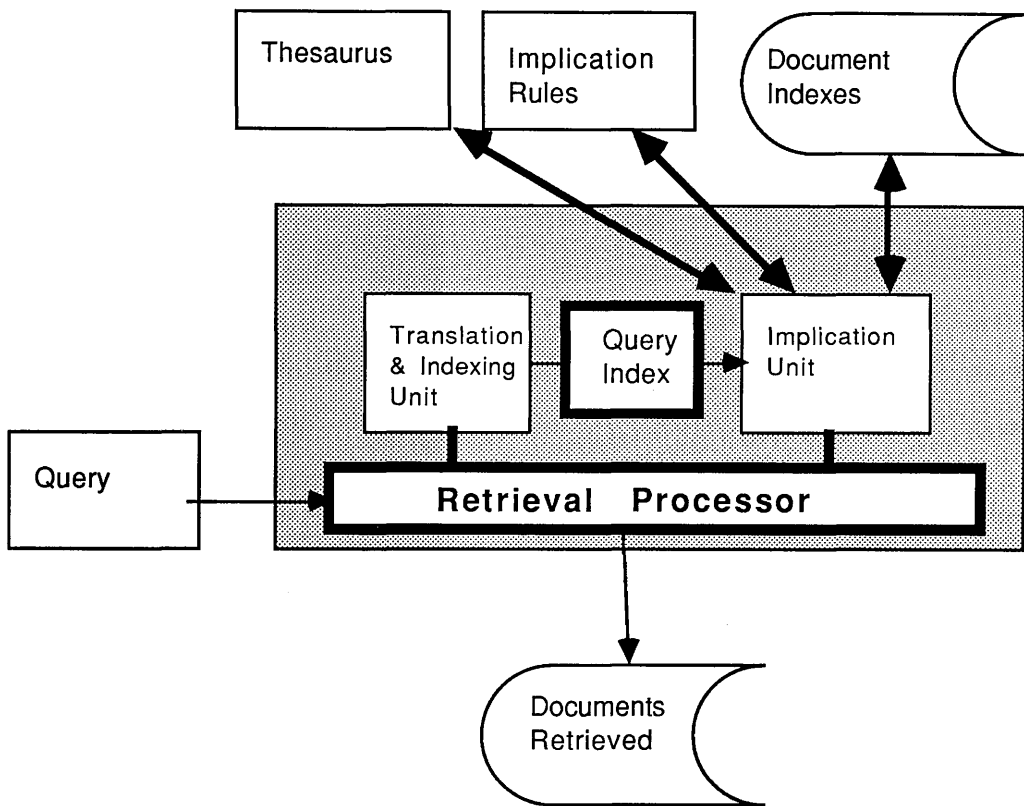 Thesaurus
Implication
Rules
Document
Indexes
Translation
& Indexing
Unit
Query
Index
Implication
Unit
Query
Retrieval Processor
Documents
Retrieved